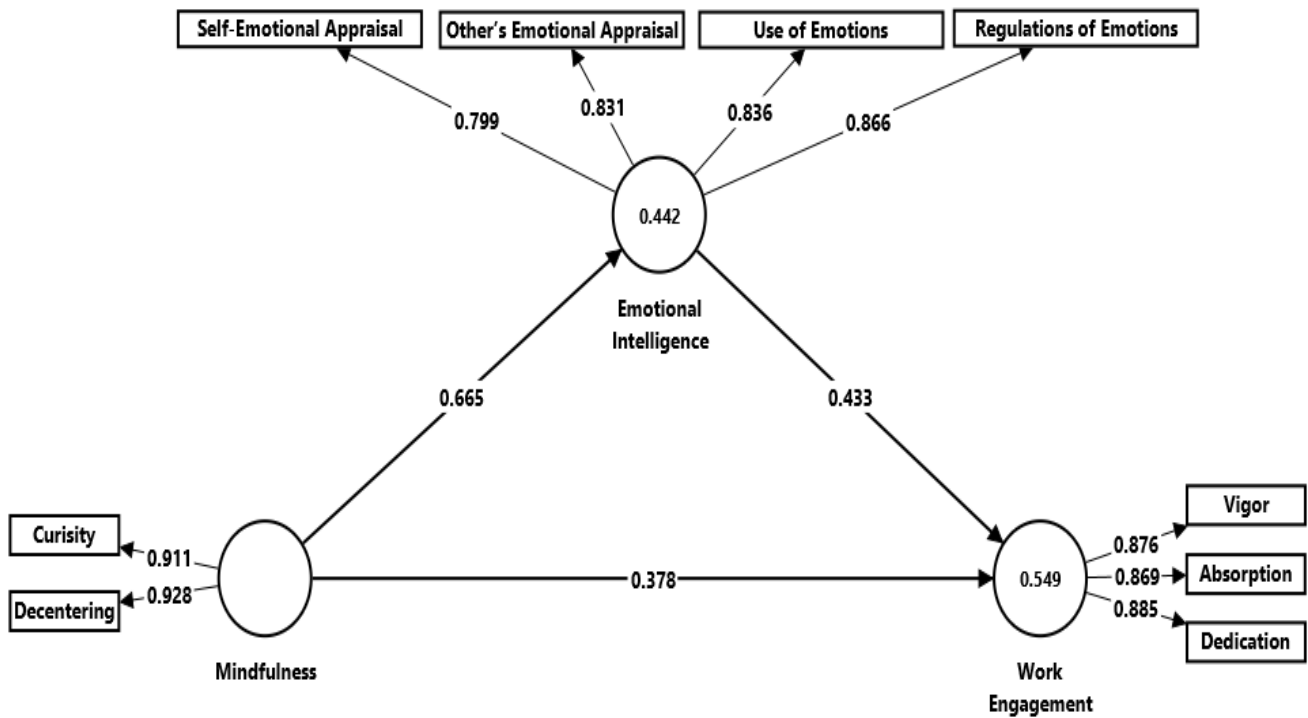 Self-Emotional Appraisal
Other's Emotional Appraisal
Use of Emotions
Regulations of Emotions
0.799
0.831
0.836
0.866
0.442
Emotional
Intelligence
0.665
0.433
Curisity
Decentering
0.911
0.928
Mindfulness
0.378
0.549
Work
Engagement
0.876
0.869
0.885
Vigor
Absorption
Dedication